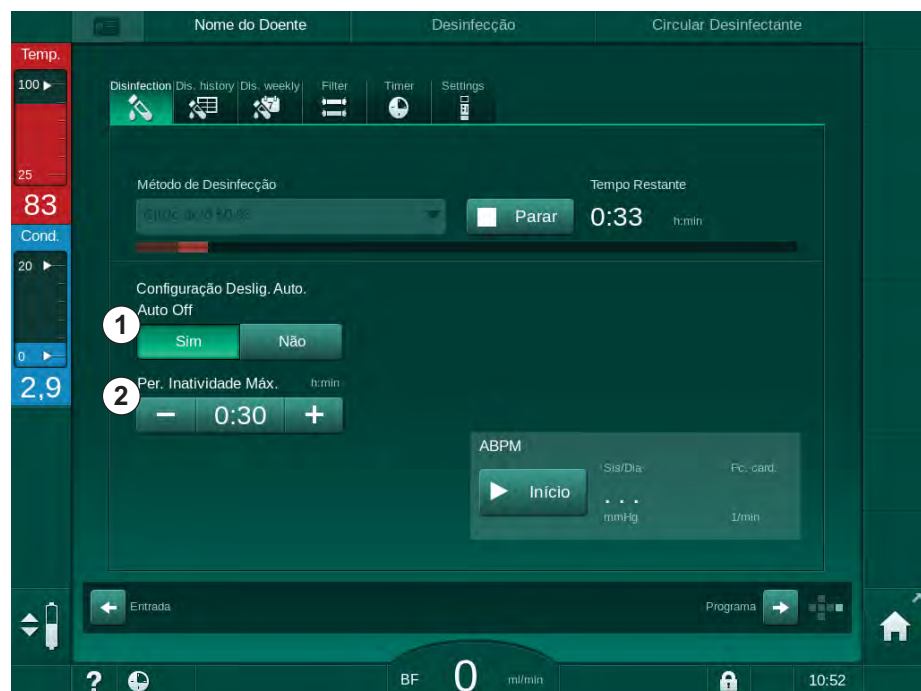 Nome do Doente
Desinfecção
Circular Desinfectante
Temp.
100
25
83
Cond.
20
0
2,9
Disinfection
Dis. history
Dis. weekly
Filter
Timer
Settings
Método de Desinfecção
Tempo Restante
50 %
Parar
0:33 h:min
Configuração Deslig. Auto.
Auto Off
1
Sim
Não
2
Per. Inatividade Máx. h:min
− 0:30 +
ABPM
Início
Sis/Dia
Fc. card.
. . .
mmHg
1/min
Entrada
Programa
?
BF 0 ml/min
10:52